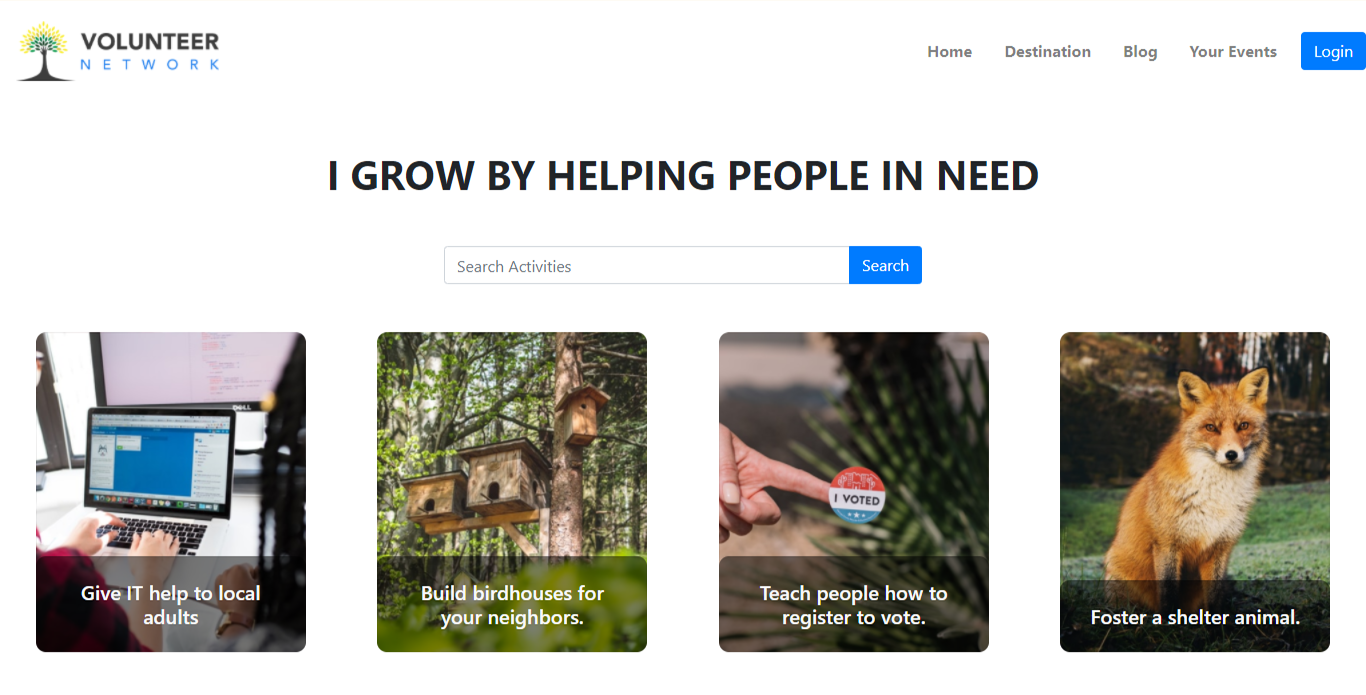 VOLUNTEER
NETWORK
Home
Destination
Blog
Your Events
Login
I GROW BY HELPING PEOPLE IN NEED
Search Activities
Search
DELL
I VOTED
Give IT help to local
adults
Build birdhouses for
your neighbors.
Teach people how to
register to vote.
Foster a shelter animal.